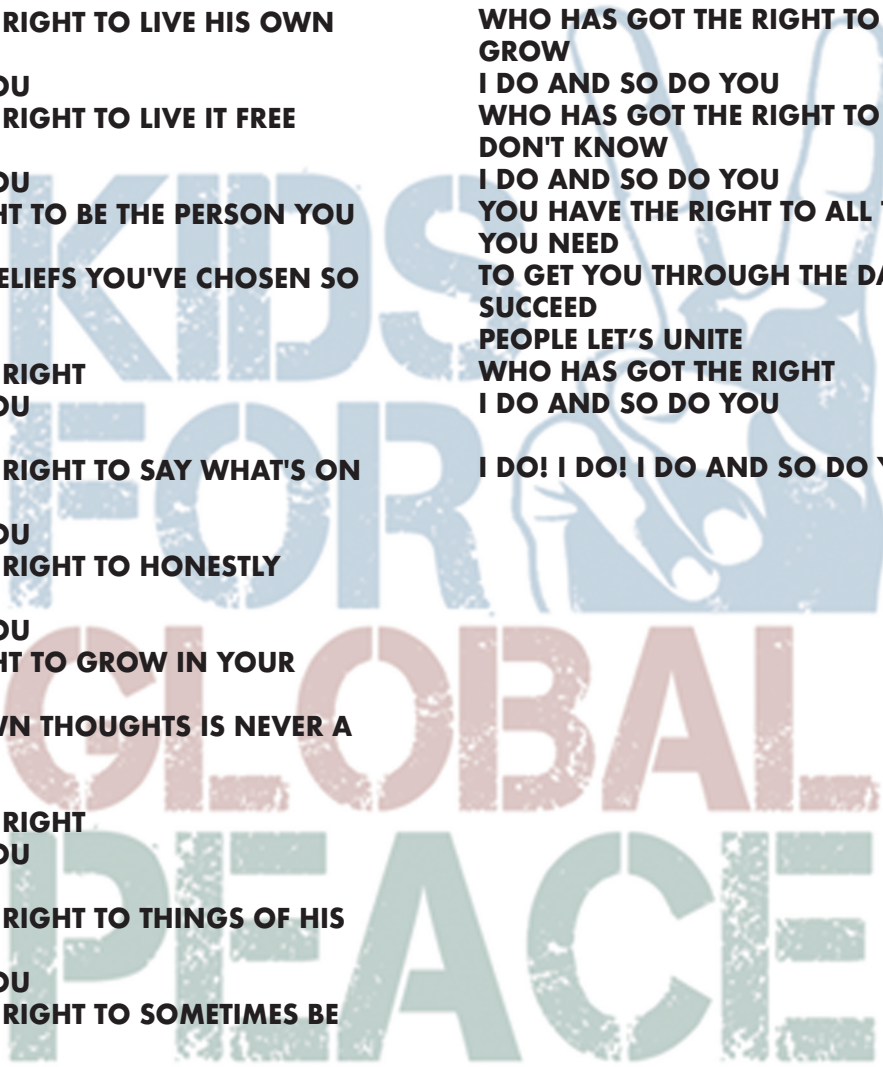 RIGHT TO LIVE HIS OWN
OU
RIGHT TO LIVE IT FREE
OU
HT TO BE THE PERSON YOU
ELIEFS YOU'VE CHOSEN SO
RIGHT
OU
RIGHT TO SAY WHAT'S ON
OU
RIGHT TO HONESTLY
OU
HT TO GROW IN YOUR
WN THOUGHTS IS NEVER A
RIGHT
OU
RIGHT TO THINGS OF HIS
OU
RIGHT TO SOMETIMES BE
WHO HAS GOT THE RIGHT TO
GROW
I DO AND SO DO YOU
WHO HAS GOT THE RIGHT TO
DON'T KNOW
I DO AND SO DO YOU
YOU HAVE THE RIGHT TO ALL
YOU NEED
TO GET YOU THROUGH THE DA
SUCCEED
PEOPLE LET’S UNITE
WHO HAS GOT THE RIGHT
I DO AND SO DO YOU
I DO! I DO! I DO AND SO DO
KIDS
FOR
GLOBAL
PEACE